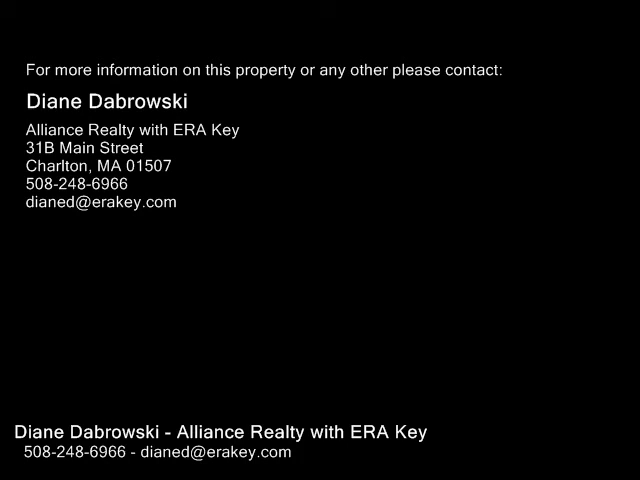 For more information on this property or any other please contact:
Diane Dabrowski
Alliance Realty with ERA Key
31B Main Street
Charlton, MA 01507
508-248-6966
dianed@erakey.com
Diane Dabrowski - Alliance Realty with ERA Key
508-248-6966 - dianed@erakey.com